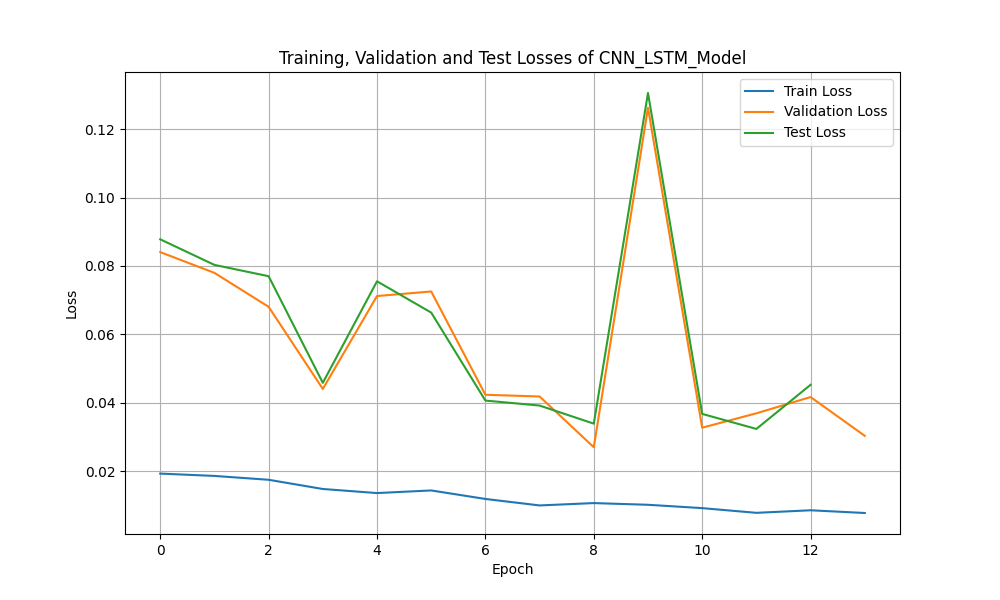 Training, Validation and Test Losses of CNN_LSTM_Model
Train Loss
Validation Loss
Test Loss
0.12
0.10
0.08
0.06
0.04
0.02
Loss
0 2 4 6 8 10 12
Epoch